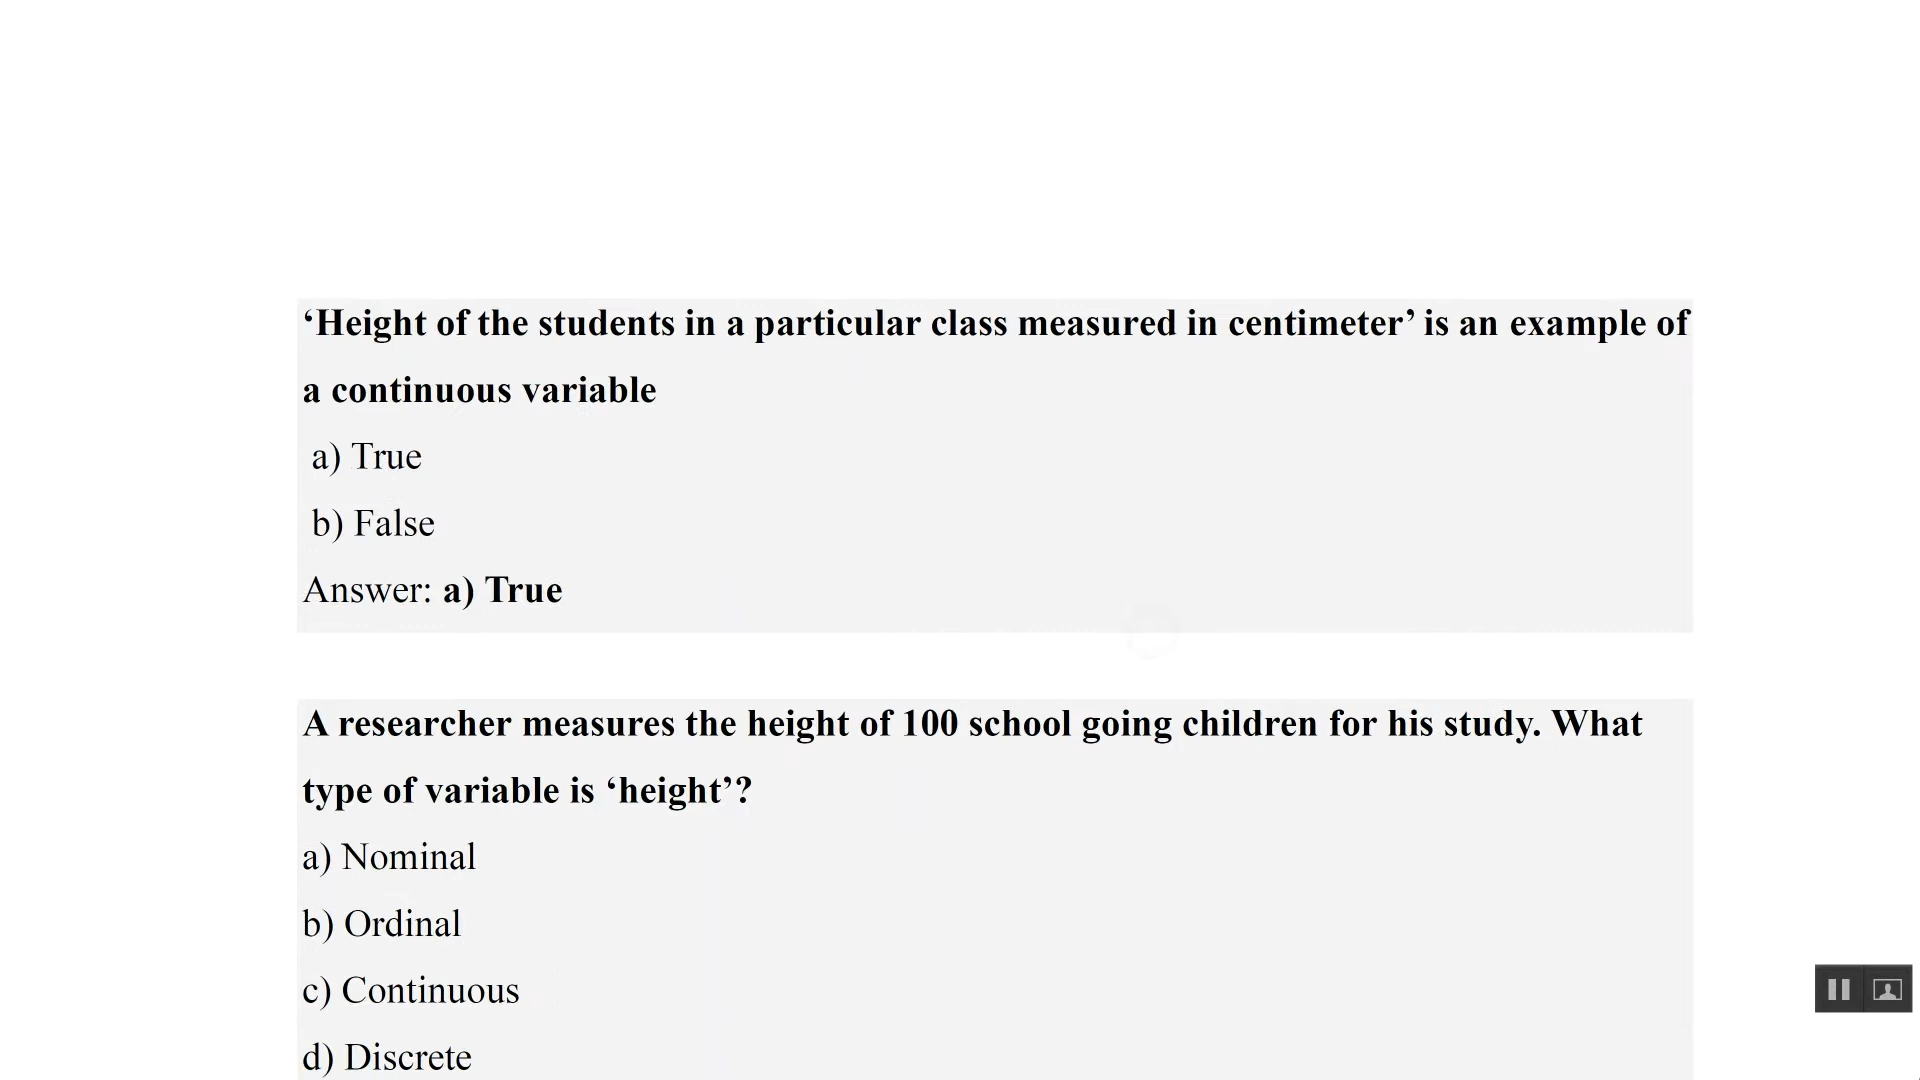 ‘Height of the students in a particular class measured in centimeter’ is an example of
a continuous variable
a) True
b) False
Answer: a) True
A researcher measures the height of 100 school going children for his study. What
type of variable is ‘height’?
a) Nominal
b) Ordinal
c) Continuous
d) Discrete